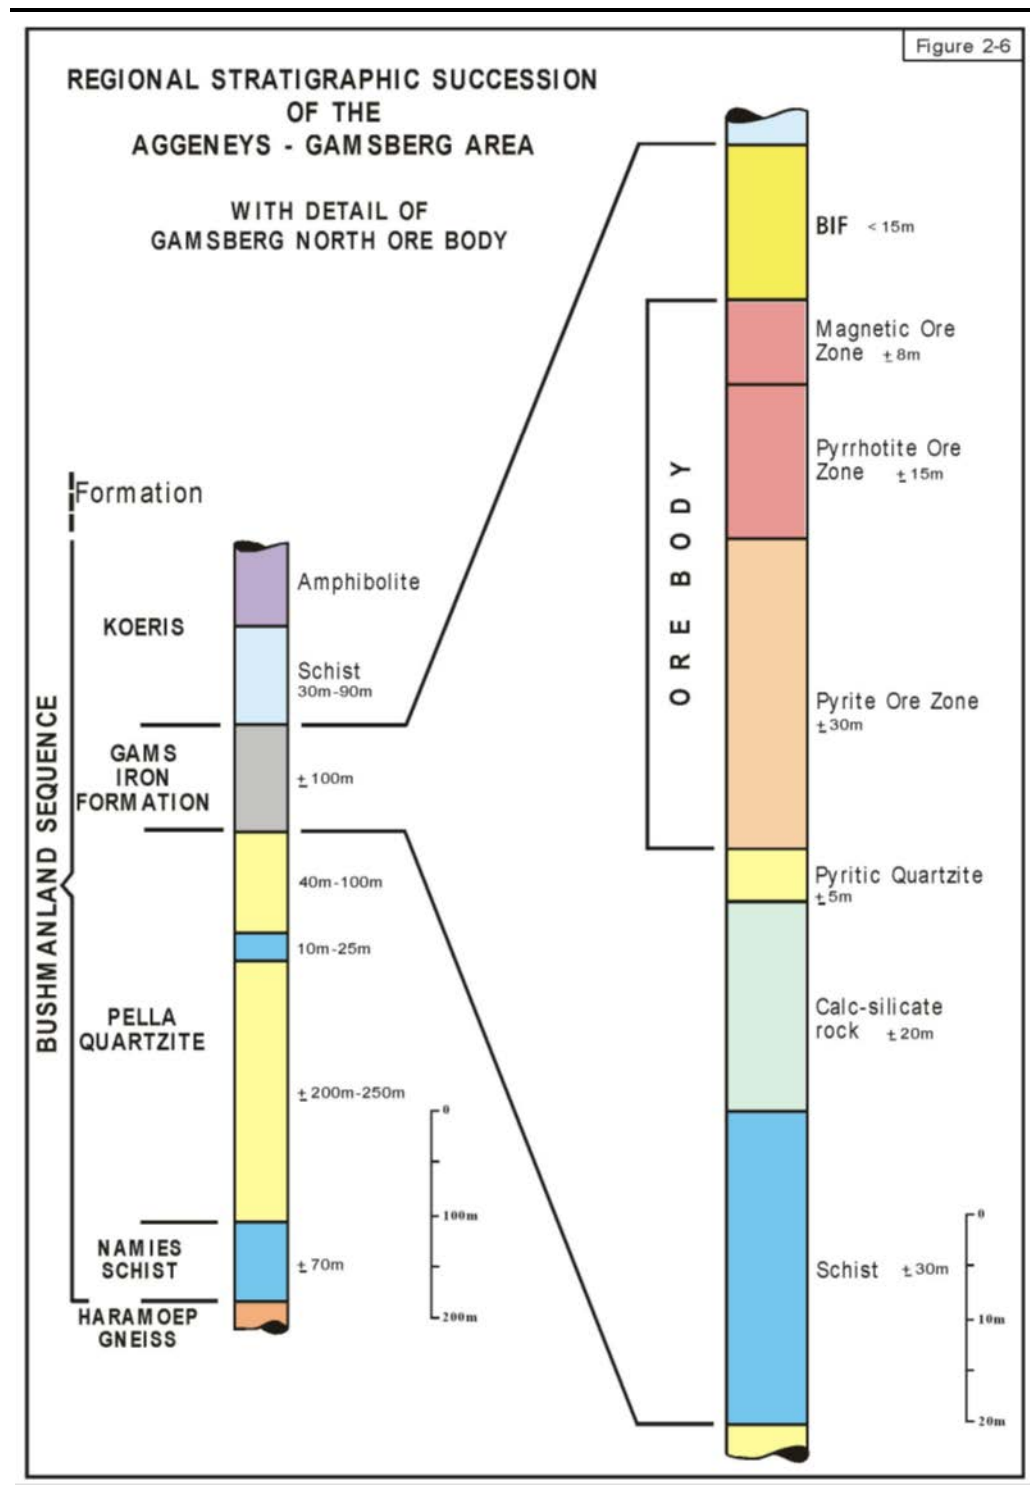 Figure 2-6
REGIONAL STRATIGRAPHIC SUCCESSION
OF THE
AGGENEYS - GAMSBERG AREA
WITH DETAIL OF
GAMSBERG NORTH ORE BODY
Formation
BUSHMANLAND SEQUENCE
KOERIS
Amphibolite
Schist
30m-90m
GAMS
IRON
FORMATION
±100m
PELLA
QUARTZITE
40m-100m
10m-25m
±200m-250m
NAMIES
SCHIST
±70m
HARAMOEP
GNEISS
0
100m
200m
ORE BODY
BIF <15m
Magnetic Ore
Zone ±8m
Pyrrhotite Ore
Zone ±15m
Pyrite Ore Zone
±30m
Pyritic Quartzite
±5m
Calc-silicate
rock ±20m
Schist ±30m
0
10m
20m